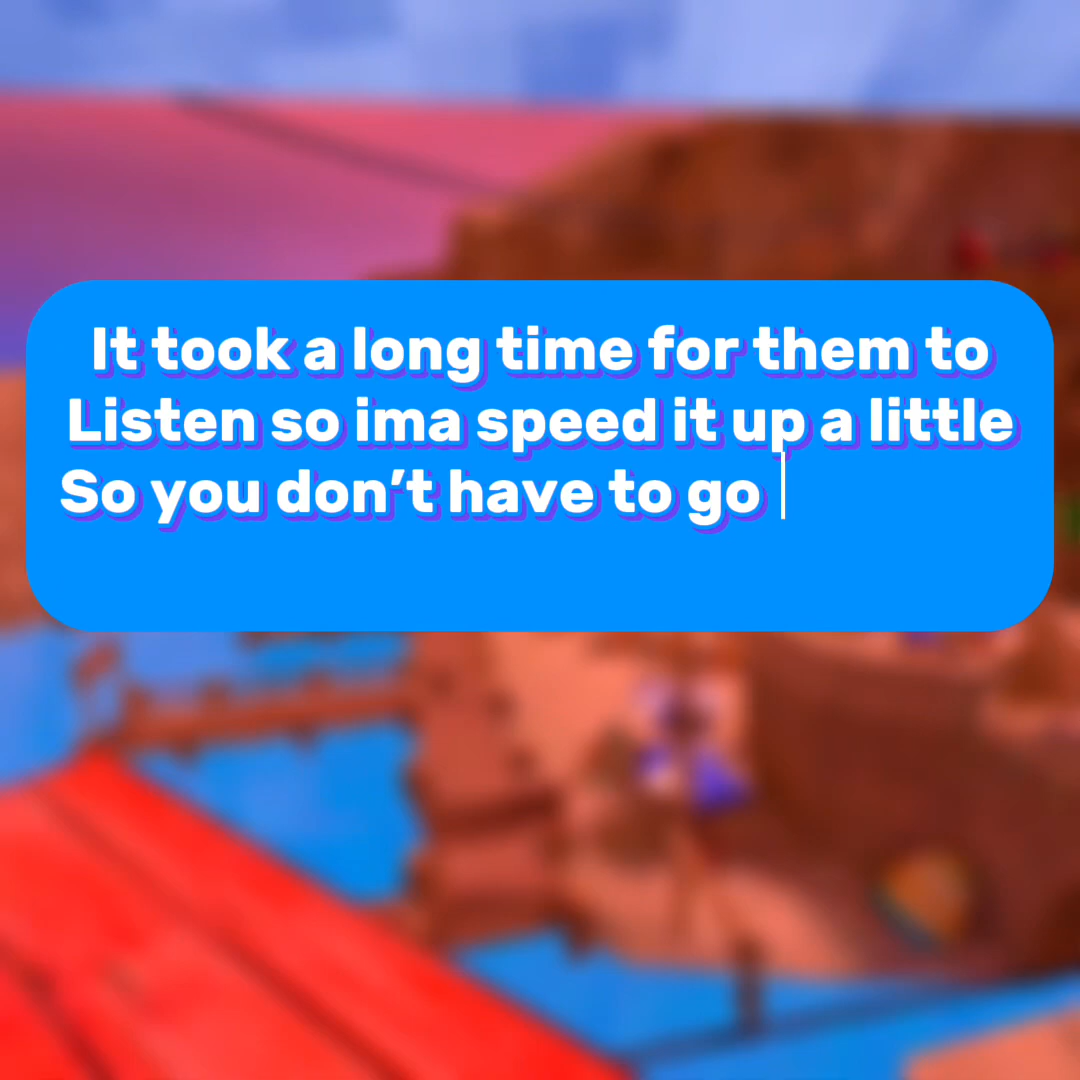 It took a long time for them to
Listen so ima speed it up a little
So you don’t have to go